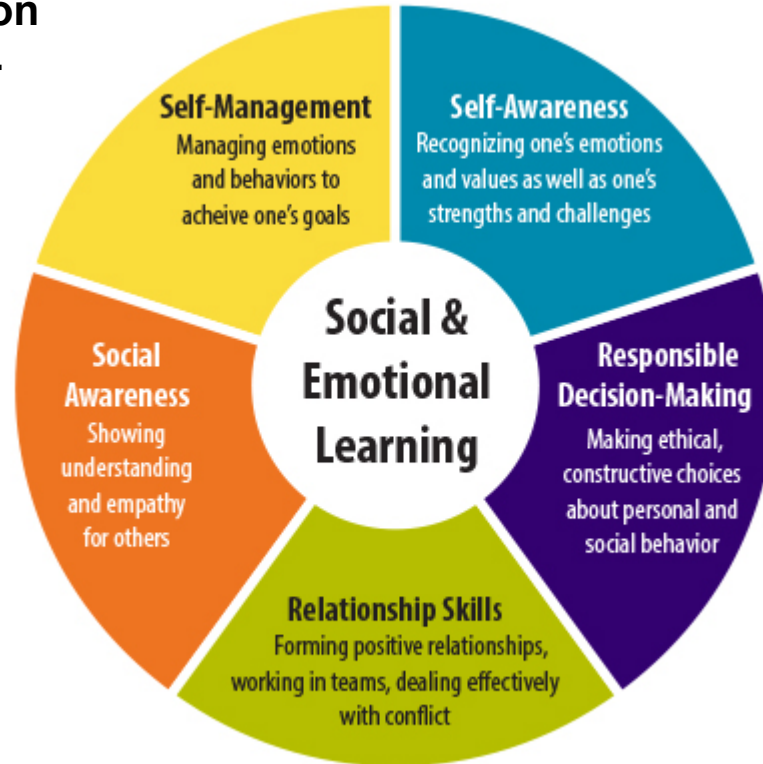 on
.
Self-Management
Managing emotions
and behaviors to
acheive one's goals
Self-Awareness
Recognizing one's emotions
and values as well as one's
strengths and challenges
Social &
Emotional
Learning
Social
Awareness
Showing
understanding
and empathy
for others
Responsible
Decision-Making
Making ethical,
constructive choices
about personal and
social behavior
Relationship Skills
Forming positive relationships,
working in teams, dealing effectively
with conflict